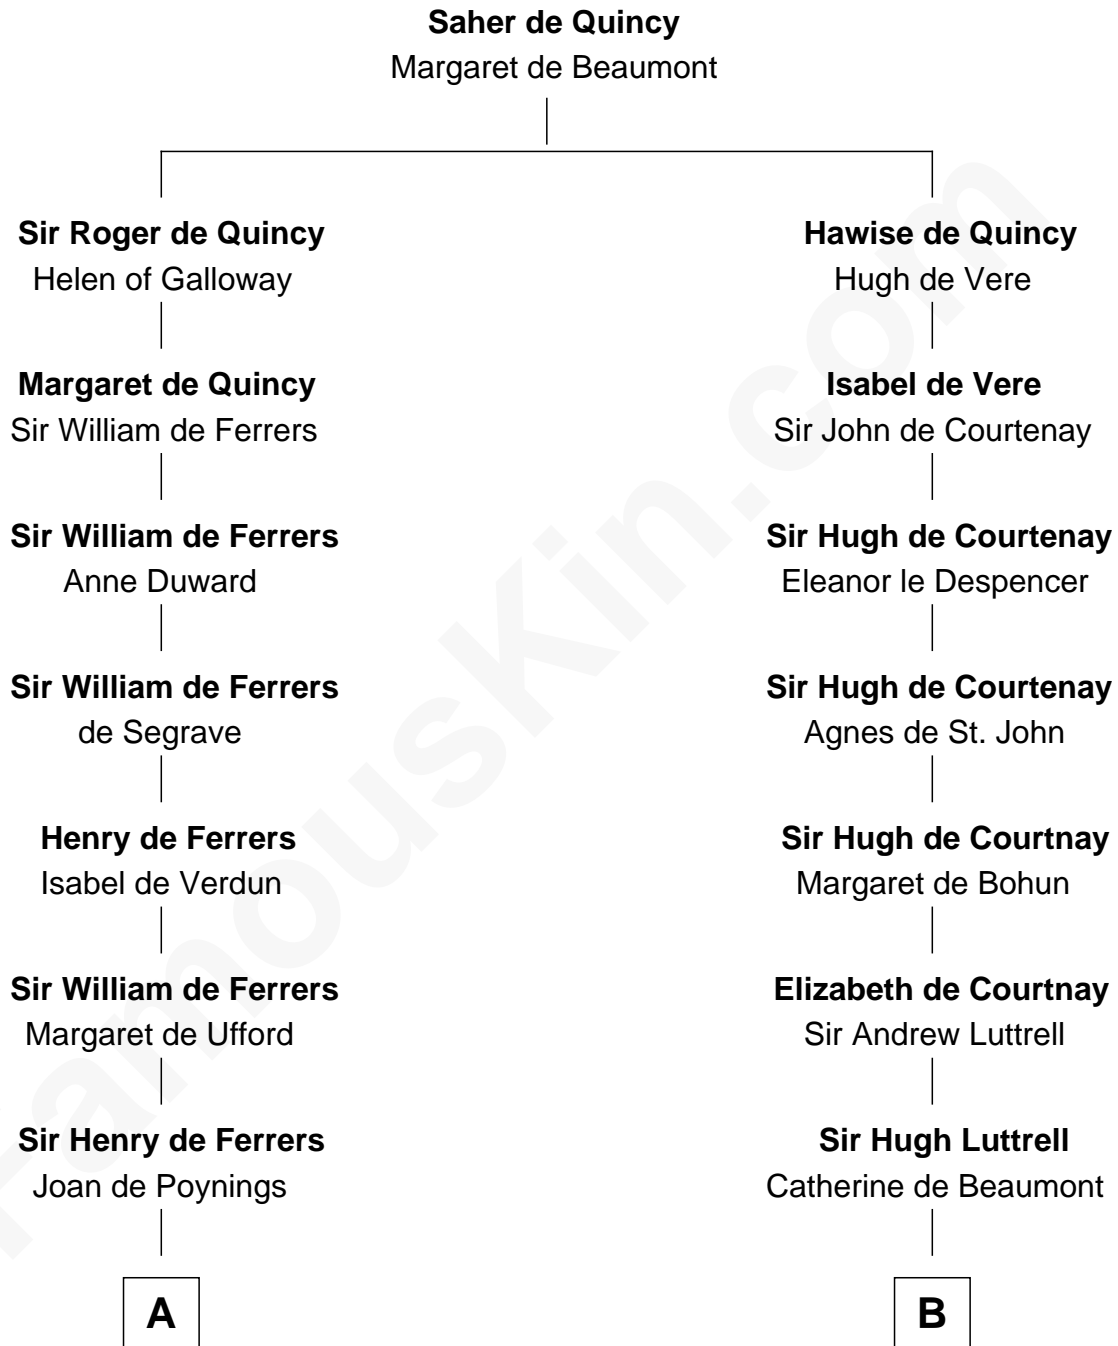 Saher de Quincy
Margaret de Beaumont
Sir Roger de Quincy
Helen of Galloway
Hawise de Quincy
Hugh de Vere
Margaret de Quincy
Sir William de Ferrers
Isabel de Vere
Sir John de Courtenay
Sir William de Ferrers
Anne Duward
Sir Hugh de Courtenay
Eleanor le Despencer
Sir William de Ferrers
de Segrave
Sir Hugh de Courtenay
Agnes de St. John
Henry de Ferrers
Isabel de Verdun
Sir Hugh de Courtnay
Margaret de Bohun
Sir William de Ferrers
Margaret de Ufford
Elizabeth de Courtnay
Sir Andrew Luttrell
Sir Henry de Ferrers
Joan de Poynings
Sir Hugh Luttrell
Catherine de Beaumont
A
B
FamousKin.com